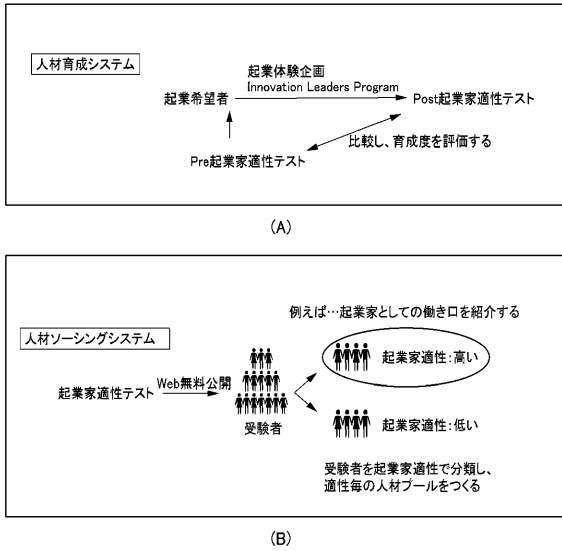 人材育成システム
起業体験企画
Innovation Leaders Program
起業希望者
Post起業家適性テスト
比較し、育成度を評価する
Pre起業家適性テスト
(A)
例えば…起業家としての働き口を紹介する
人材ソーシングシステム
起業家適性:高い
Web無料公開
起業家適性テスト
受験者
起業家適性:低い
受験者を起業家適性で分類し、
適性毎の人材プールをつくる
(B)